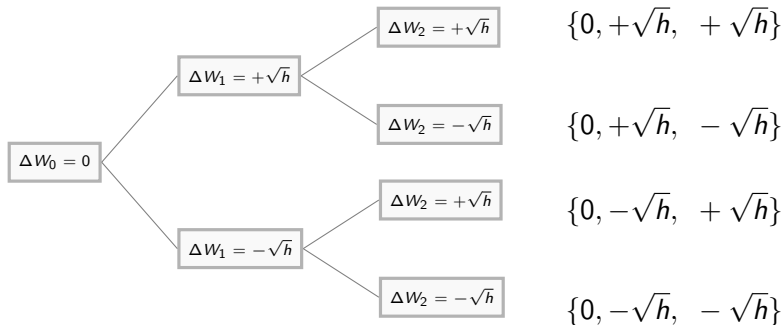 ΔW₂ = +√h {0, +√h, + √h}
ΔW₁ = +√h
ΔW₂ = −√h {0, +√h, − √h}
ΔW₀ = 0
ΔW₂ = +√h {0, −√h, + √h}
ΔW₁ = −√h
ΔW₂ = −√h {0, −√h, − √h}